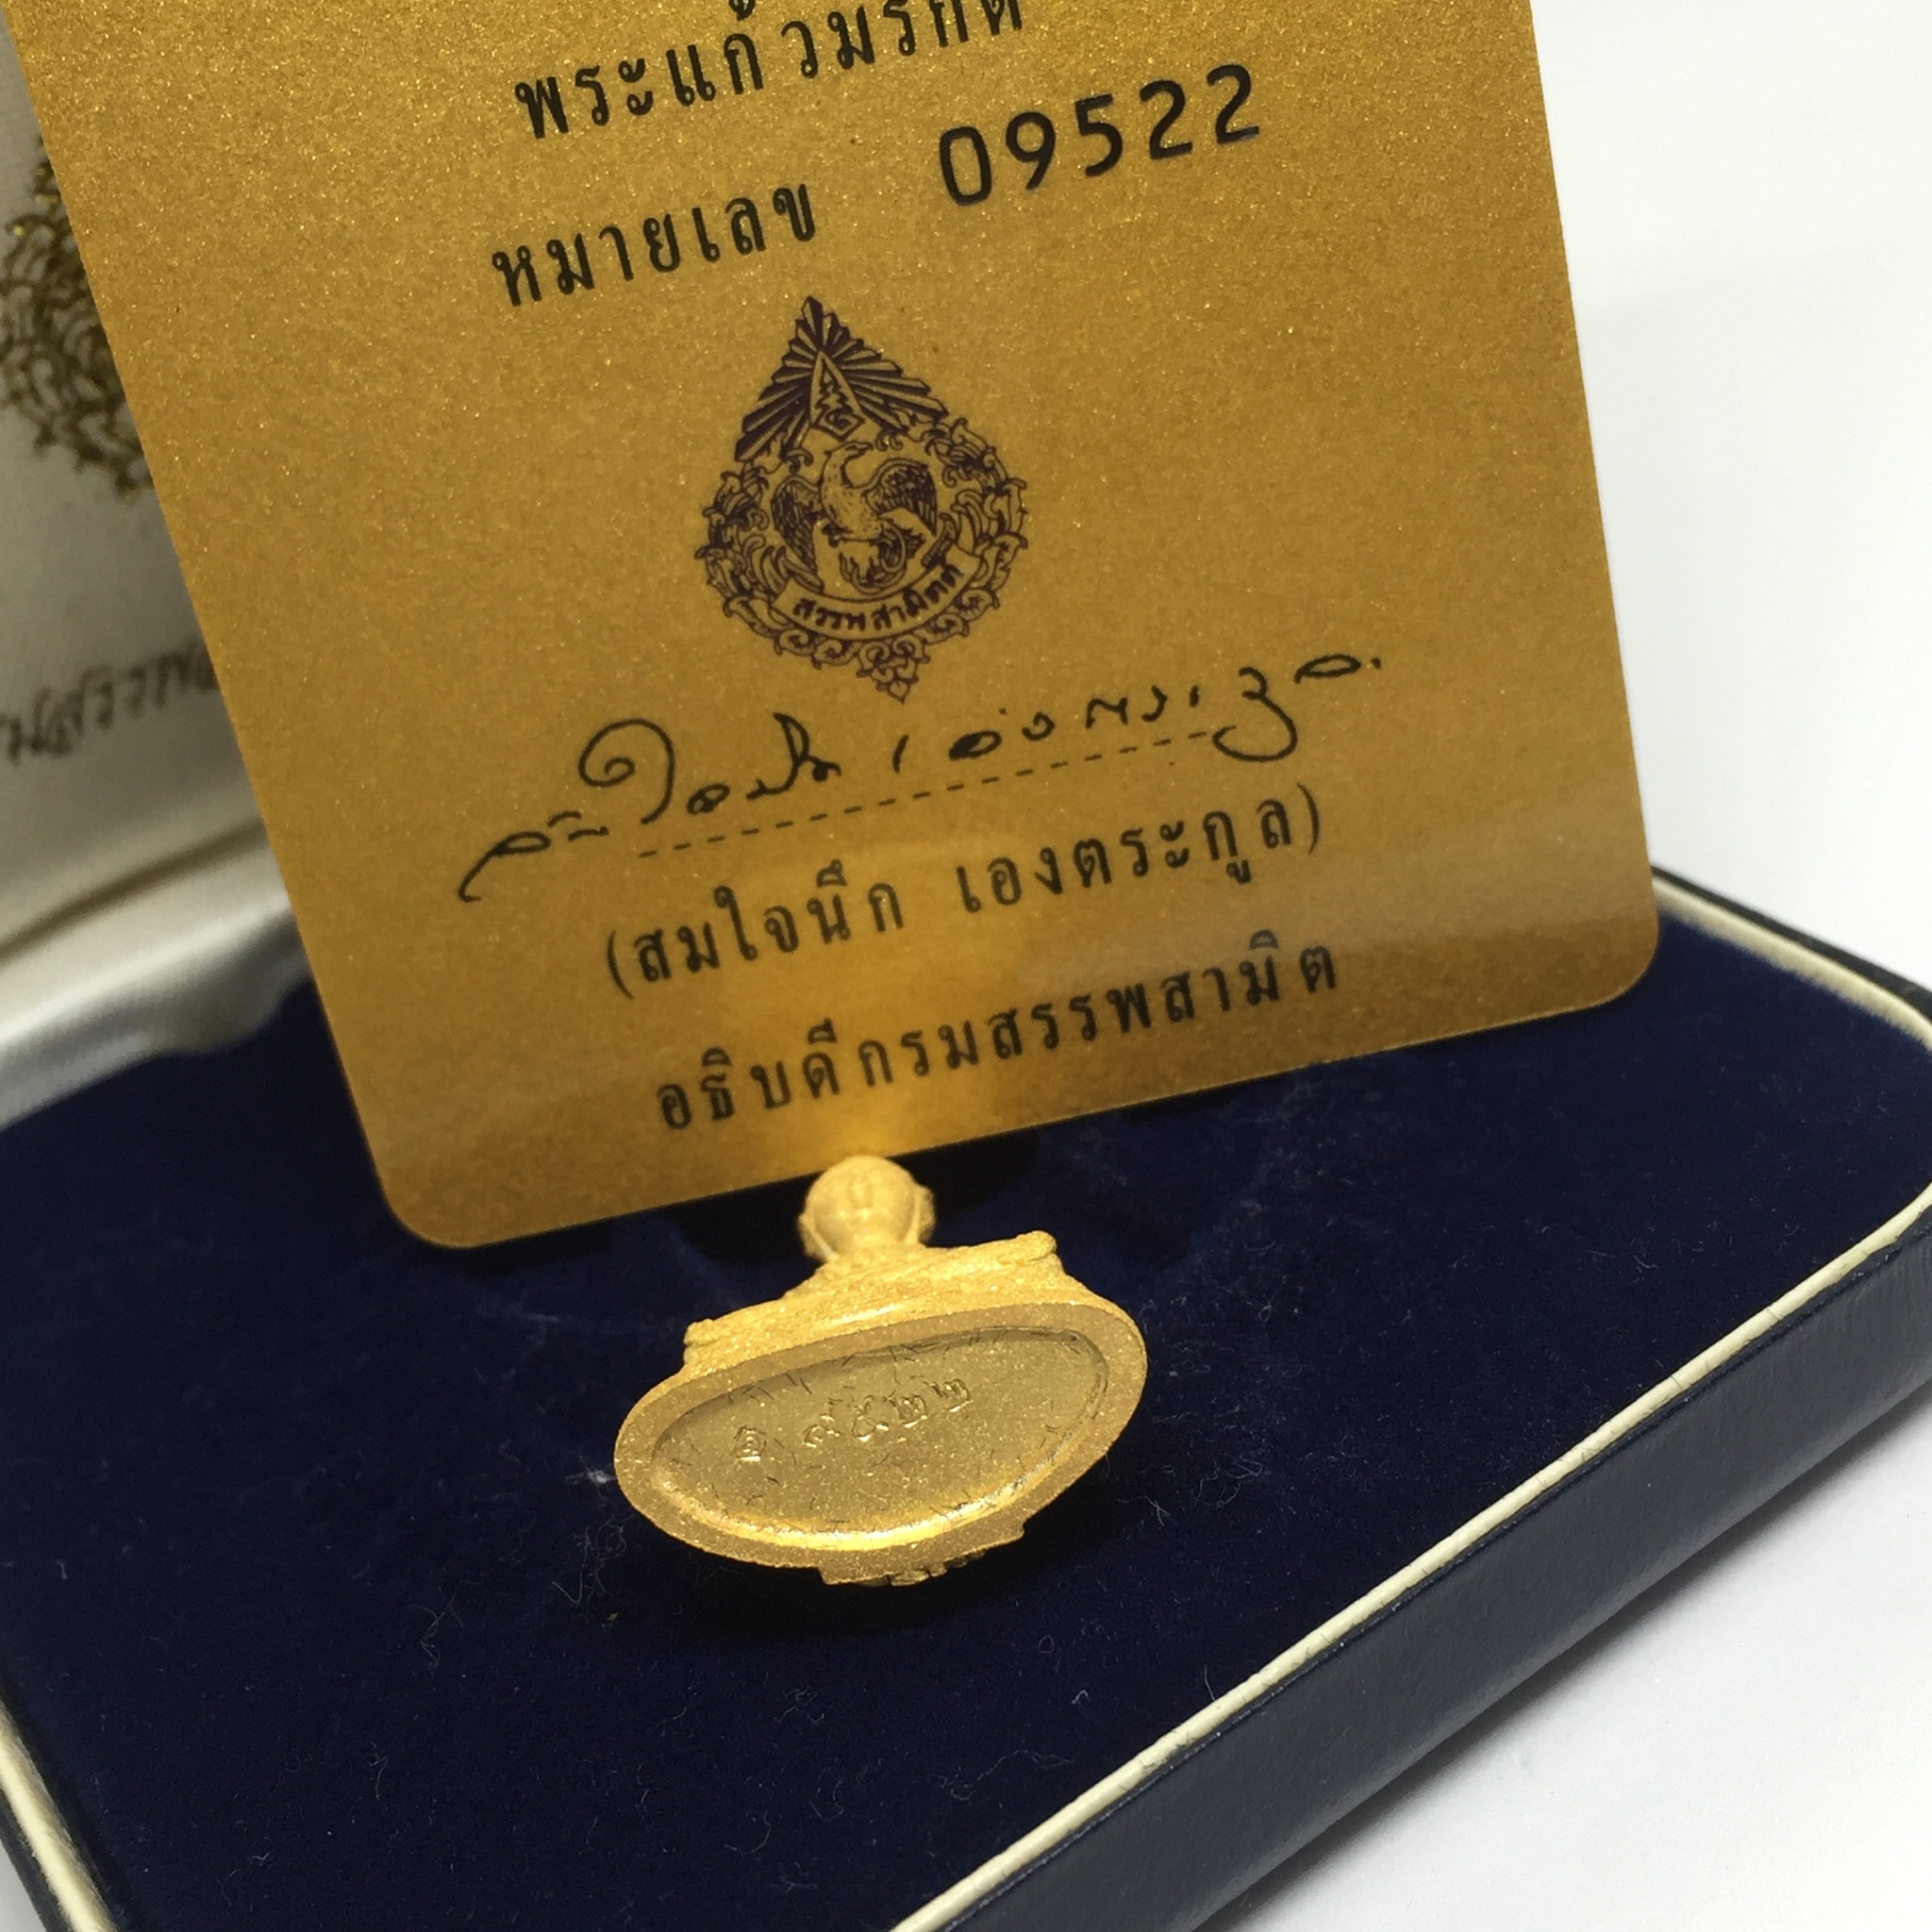 พระแก้วมรกต
หมายเลข 09522
สรรพสามิตต์
(สมใจนึก เองตระกูล)
อธิบดีกรมสรรพสามิต
๙๕๒๒